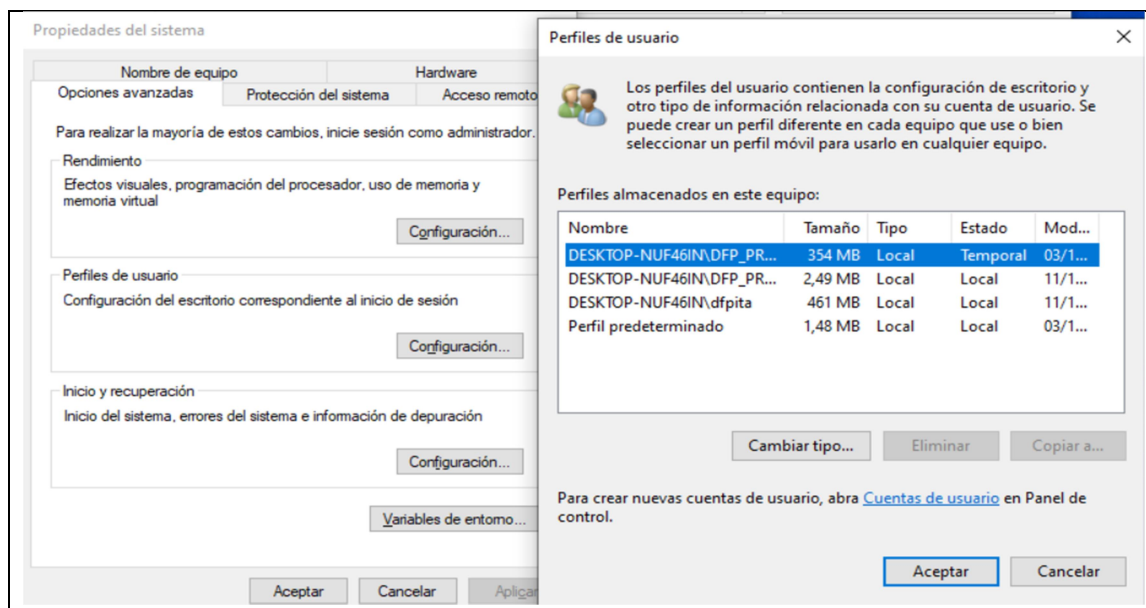 Propiedades del sistema
Nombre de equipo Hardware
Opciones avanzadas Protección del sistema Acceso remoto
Para realizar la mayoría de estos cambios, inicie sesión como administrador.
Rendimiento
Efectos visuales, programación del procesador, uso de memoria y
memoria virtual
Configuración...
Perfiles de usuario
Configuración del escritorio correspondiente al inicio de sesión
Configuración...
Inicio y recuperación
Inicio del sistema, errores del sistema e información de depuración
Configuración...
Variables de entorno...
Aceptar Cancelar Aplicar
Perfiles de usuario
Los perfiles del usuario contienen la configuración de escritorio y
otro tipo de información relacionada con su cuenta de usuario. Se
puede crear un perfil diferente en cada equipo que use o bien
seleccionar un perfil móvil para usarlo en cualquier equipo.
Perfiles almacenados en este equipo:
Nombre Tamaño Tipo Estado Mod...
DESKTOP-NUF46IN\DFP_PR... 354 MB Local Temporal 03/1...
DESKTOP-NUF46IN\DFP_PR... 2,49 MB Local Local 11/1...
DESKTOP-NUF46IN\dfpita 461 MB Local Local 11/1...
Perfil predeterminado 1,48 MB Local Local 03/1...
Cambiar tipo... Eliminar Copiar a...
Para crear nuevas cuentas de usuario, abra Cuentas de usuario en Panel de
control.
Aceptar Cancelar